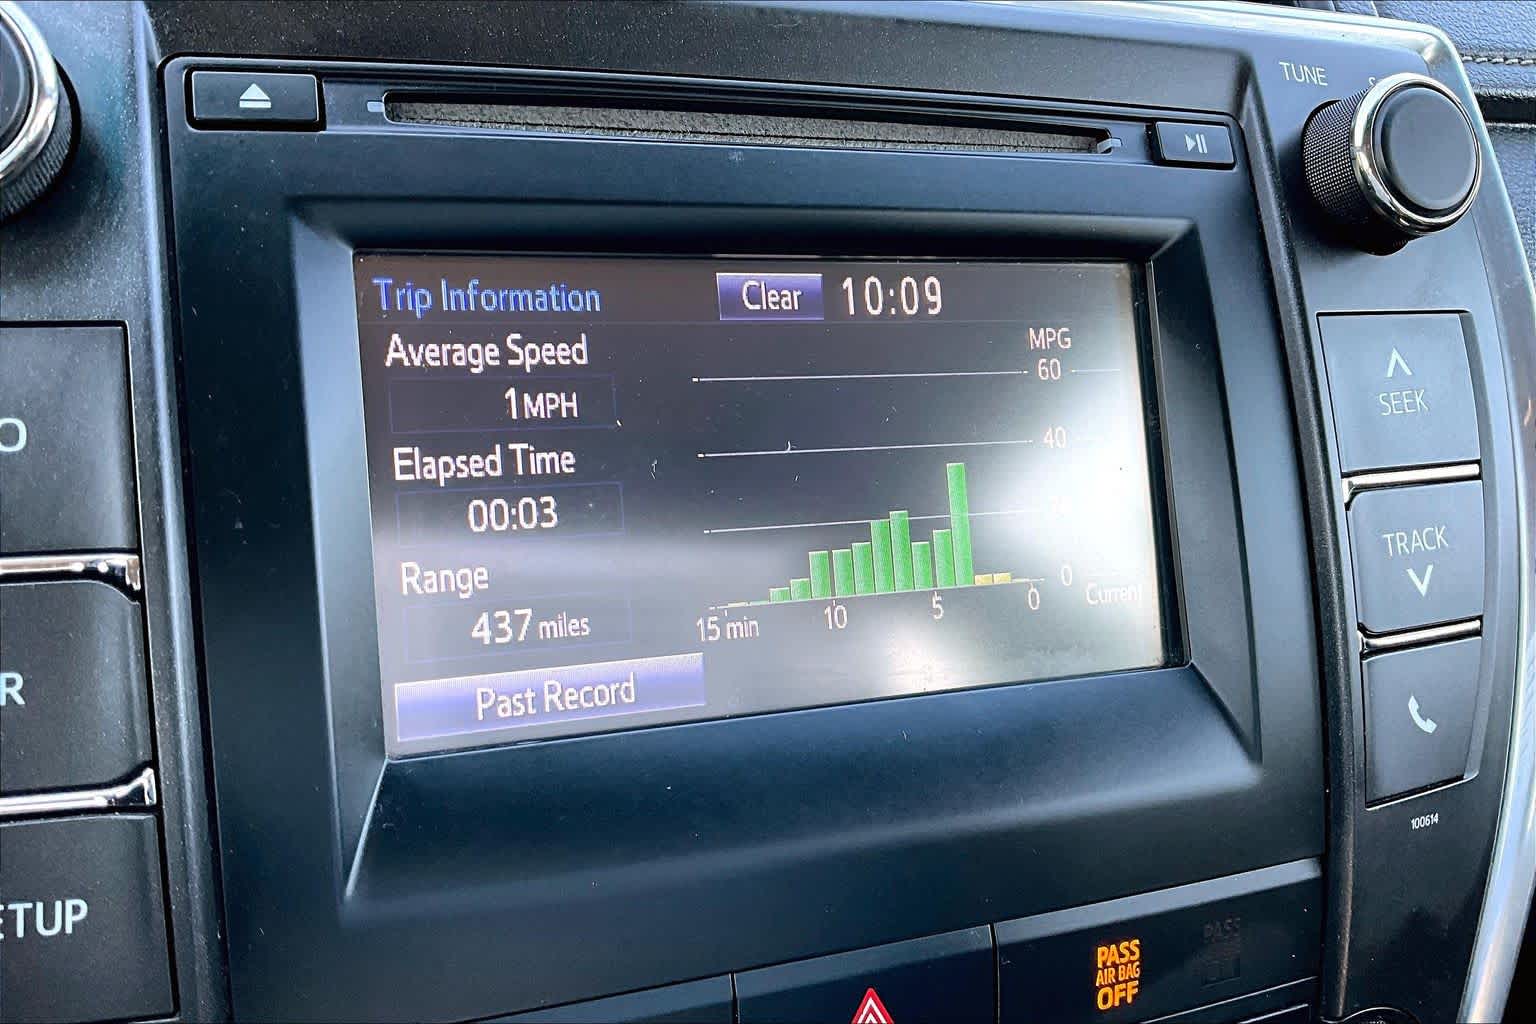 TUNE
Trip Information
Clear
10:09
Average Speed
1 MPH
Elapsed Time
00:03
Range
437 miles
Past Record
MPG
60
40
0
15 min
10
5
0
Current
SEEK
TRACK
100614
PASS
AIR BAG
OFF
PASS